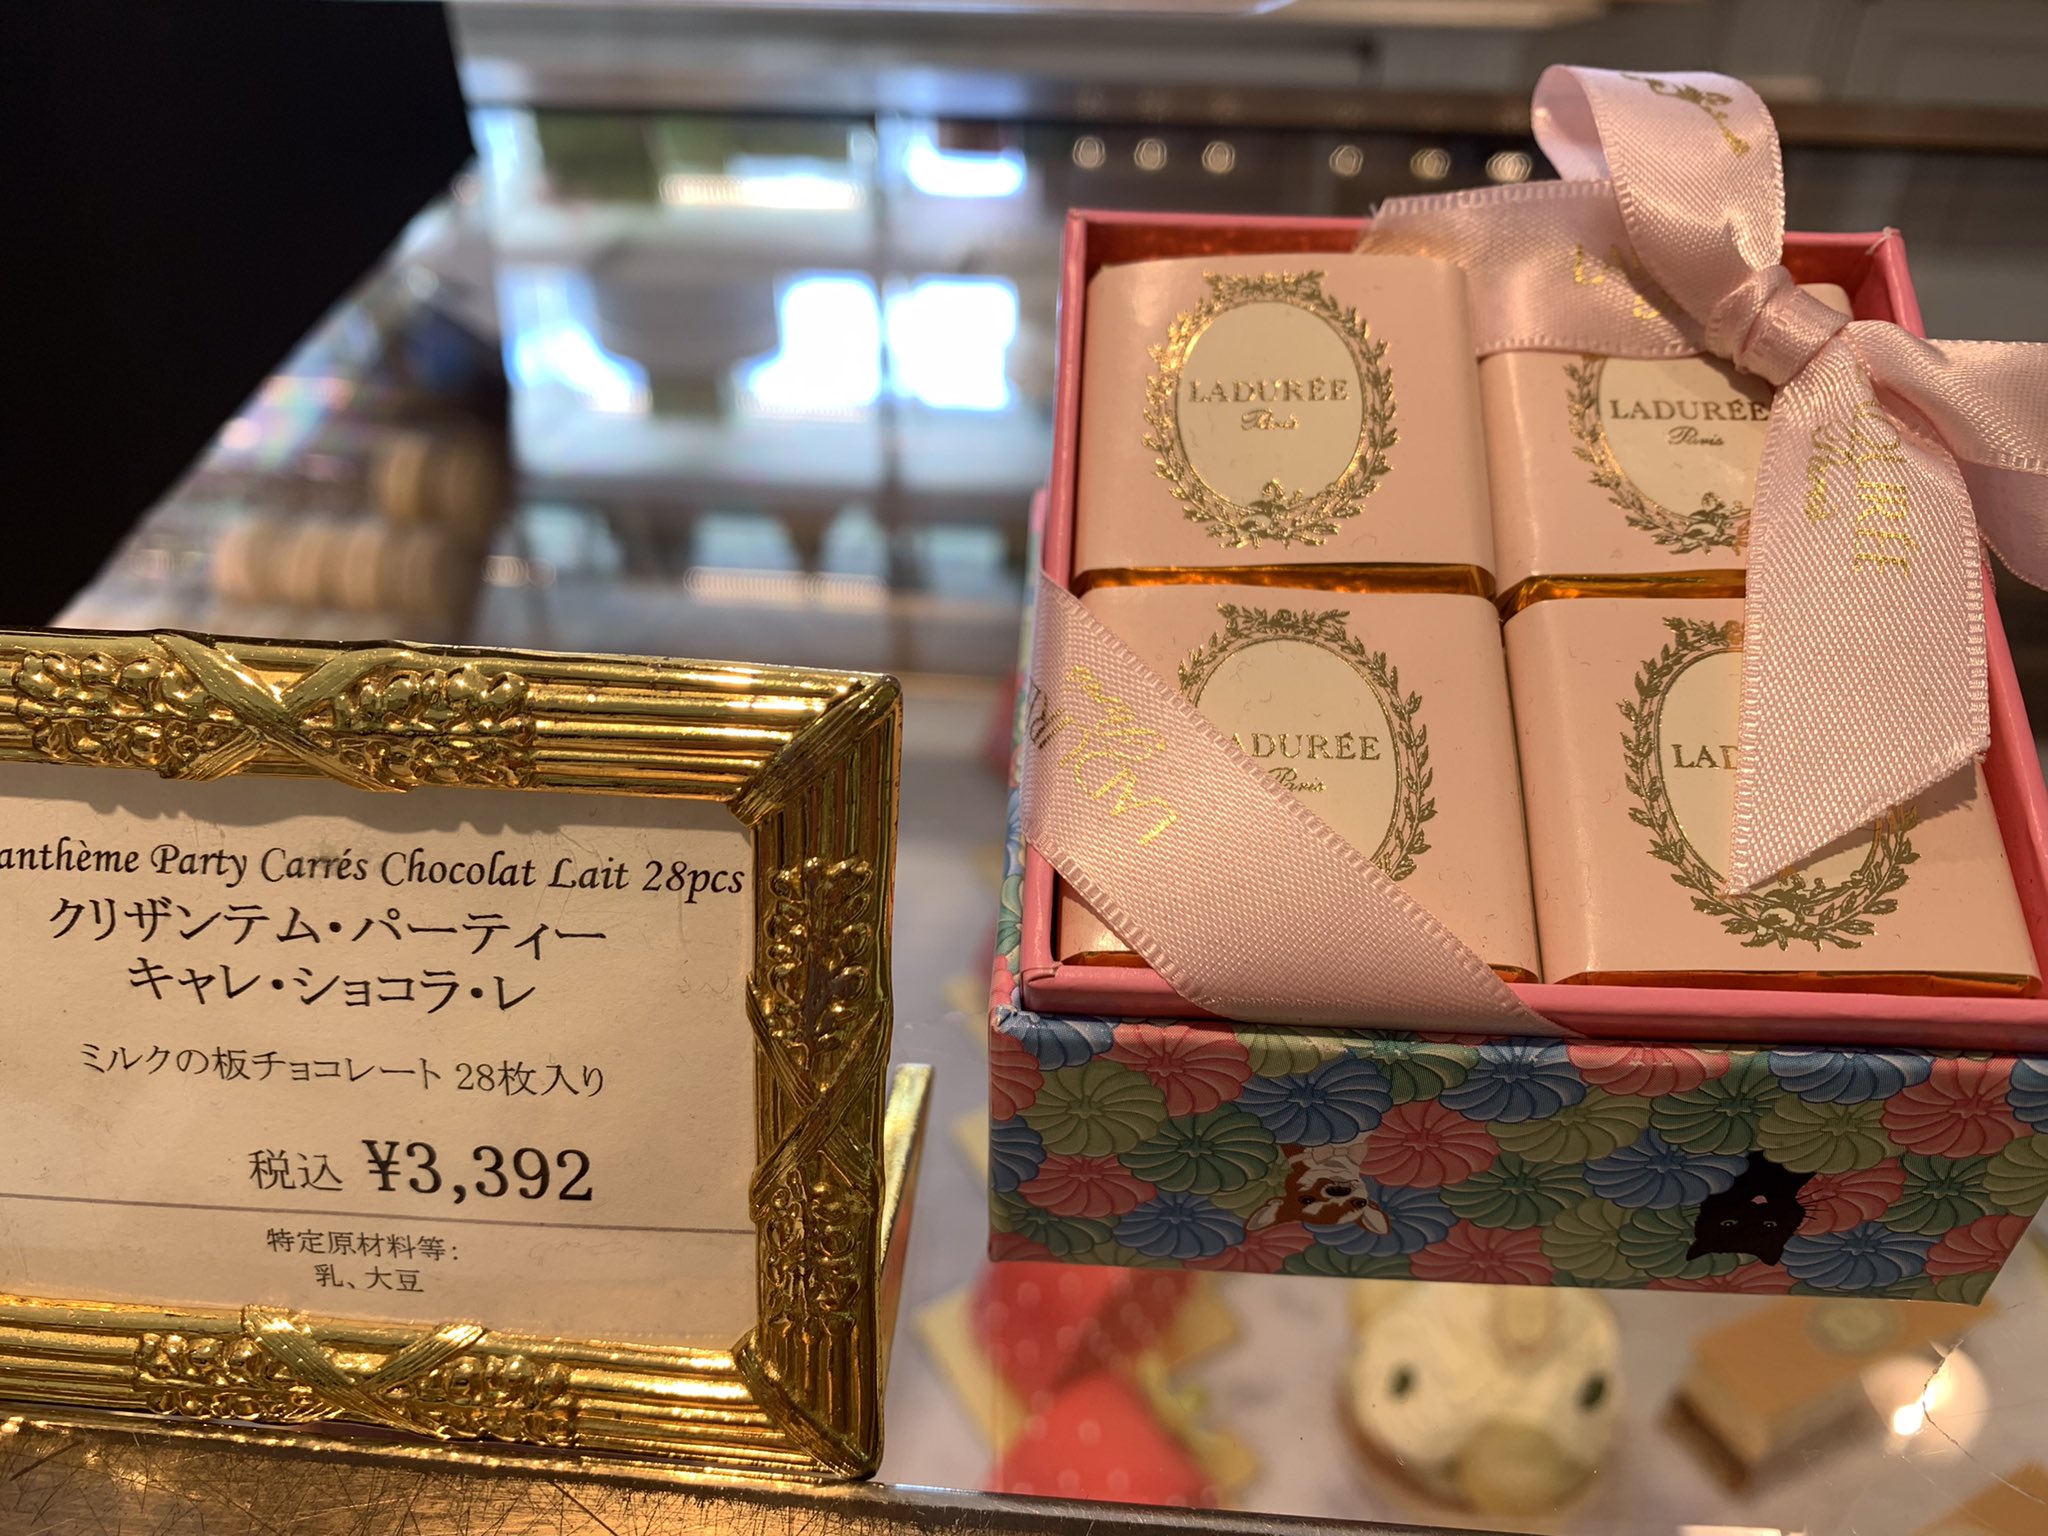 anthème Party Carrés Chocolat Lait 28pcs
クリザンテム・パーティー
キャレ・ショコラ・レ
ミルクの板チョコレート 28枚入り
税込 ¥3,392
特定原材料等:
乳、大豆
LADURÉE
Paris
LADURÉE
Paris
ADURÉE
Paris
LAD